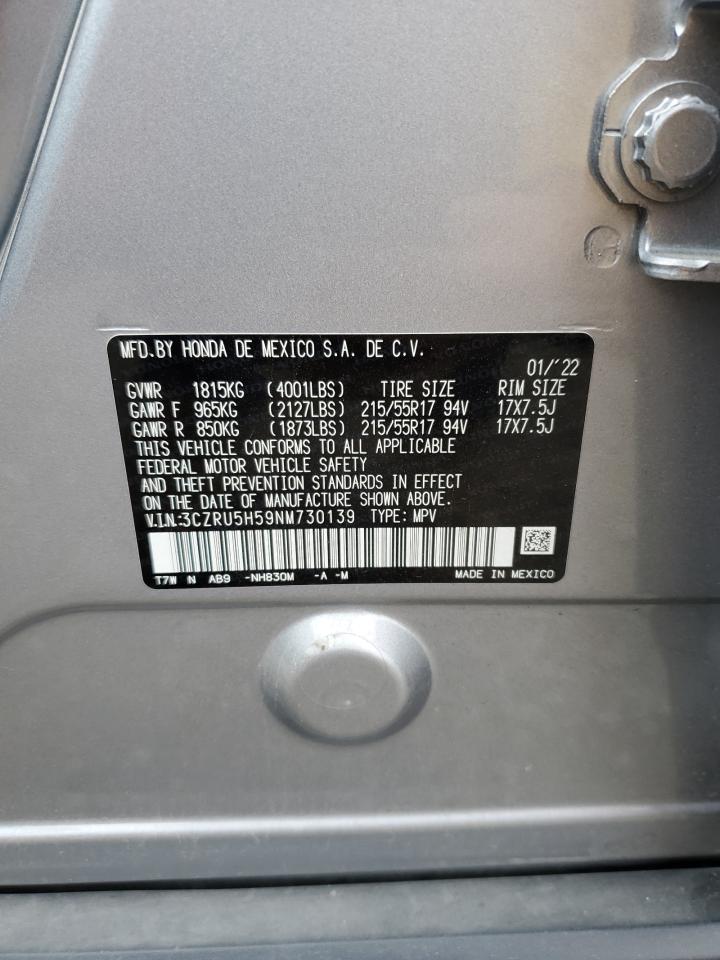 MFD.BY HONDA DE MEXICO S.A. DE C.V.
01/'22
GVWR 1815KG (4001LBS) TIRE SIZE RIM SIZE
GAWR F 965KG (2127LBS) 215/55R17 94V 17X7.5J
GAWR R 850KG (1873LBS) 215/55R17 94V 17X7.5J
THIS VEHICLE CONFORMS TO ALL APPLICABLE
FEDERAL MOTOR VEHICLE SAFETY
AND THEFT PREVENTION STANDARDS IN EFFECT
ON THE DATE OF MANUFACTURE SHOWN ABOVE.
V.I.N.:3CZRU5H59NM730139 TYPE: MPV
T7W N AB9 -NH830M -A -M MADE IN MEXICO